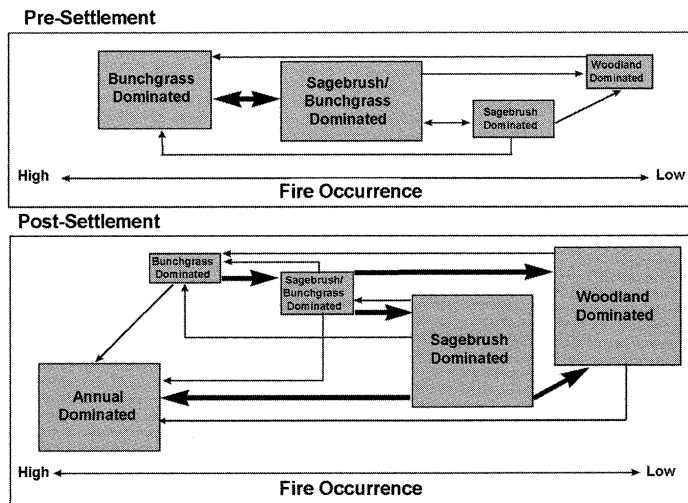 Pre-Settlement
Bunchgrass
Dominated
Sagebrush/
Bunchgrass
Dominated
Woodland
Dominated
Sagebrush
Dominated
High
Low
Fire Occurrence
Post-Settlement
Bunchgrass
Dominated
Sagebrush/
Bunchgrass
Dominated
Woodland
Dominated
Sagebrush
Dominated
Annual
Dominated
High
Low
Fire Occurrence